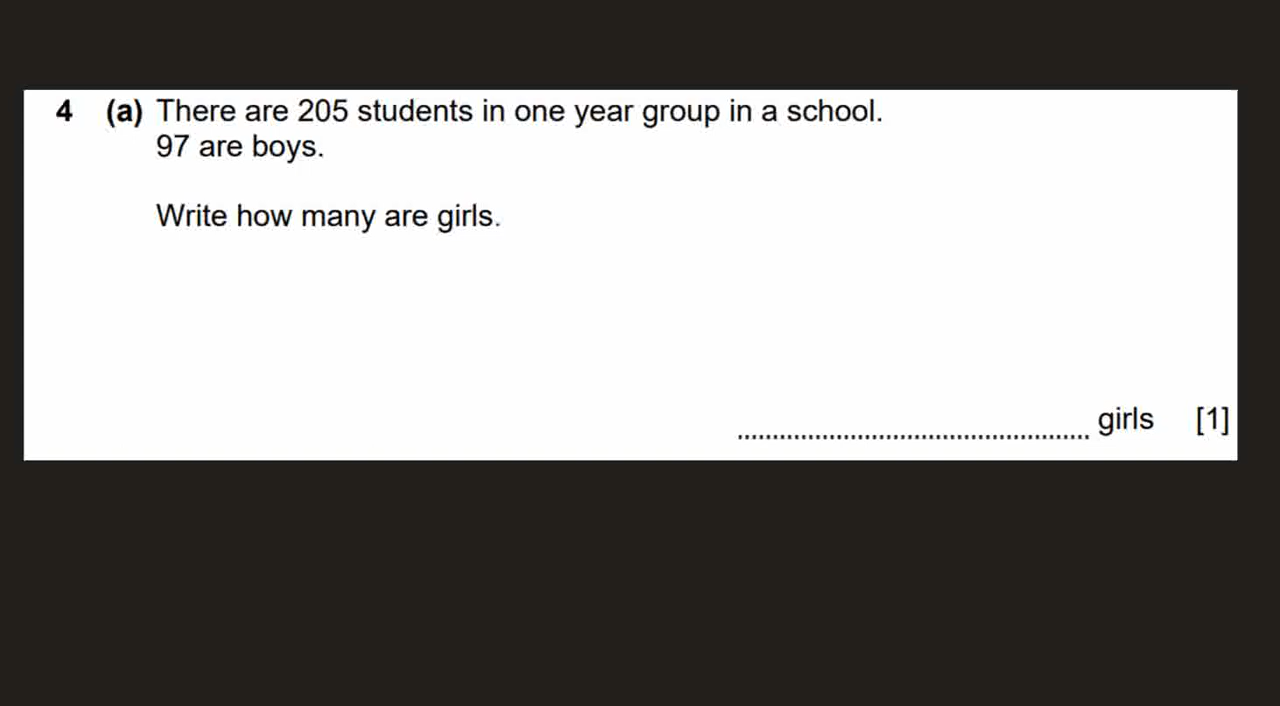 4 (a) There are 205 students in one year group in a school.
97 are boys.
Write how many are girls.
.................................................. girls [1]